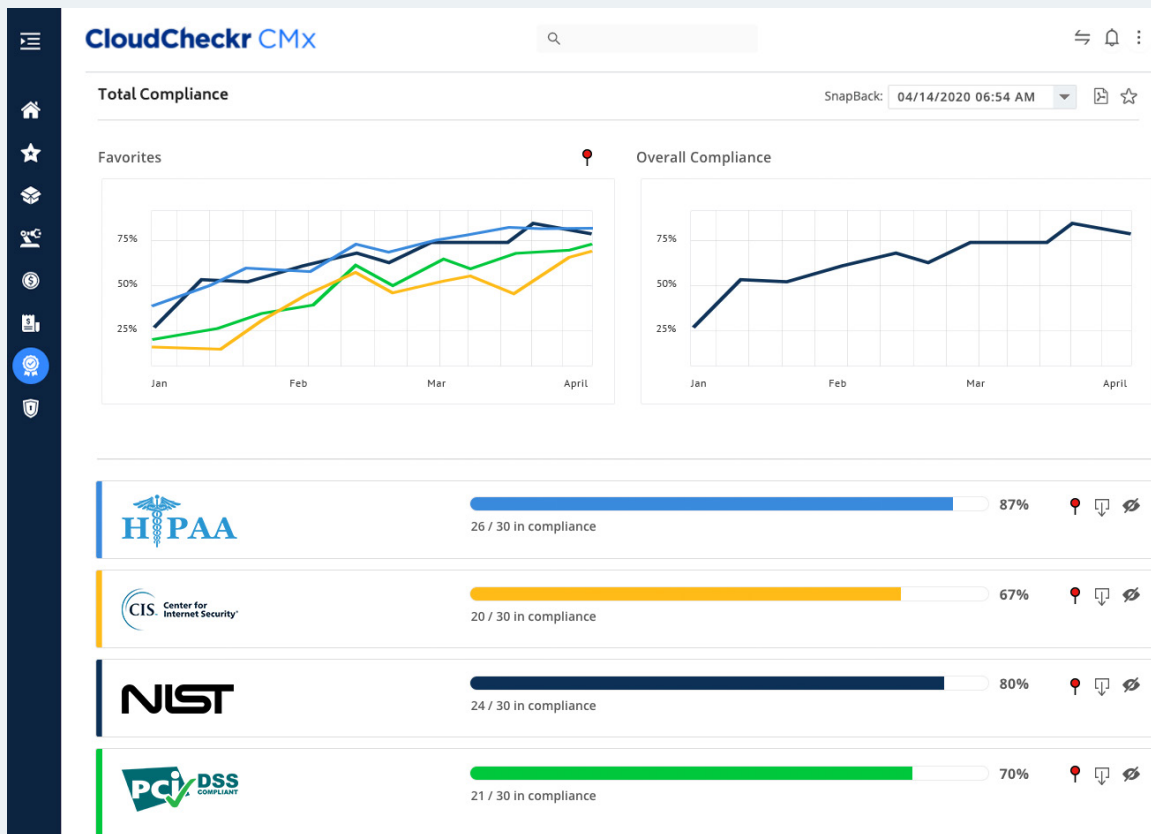 CloudCheckr CMx
Total Compliance
SnapBack: 04/14/2020 06:54 AM
Favorites
Overall Compliance
75%
50%
25%
Jan Feb Mar April
75%
50%
25%
Jan Feb Mar April
HIPAA
87%
26 / 30 in compliance
CIS. Center for
Internet Security®
67%
20 / 30 in compliance
NIST
80%
24 / 30 in compliance
PCI DSS
COMPLIANT
70%
21 / 30 in compliance